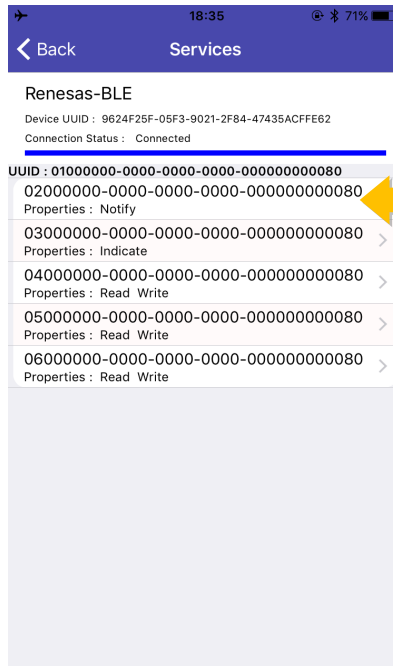 18:35
71%
Back
Services
Renesas-BLE
Device UUID : 9624F25F-05F3-9021-2F84-47435ACFFE62
Connection Status : Connected
UUID : 01000000-0000-0000-0000-000000000080
02000000-0000-0000-0000-000000000080
Properties : Notify
03000000-0000-0000-0000-000000000080
Properties : Indicate
04000000-0000-0000-0000-000000000080
Properties : Read Write
05000000-0000-0000-0000-000000000080
Properties : Read Write
06000000-0000-0000-0000-000000000080
Properties : Read Write